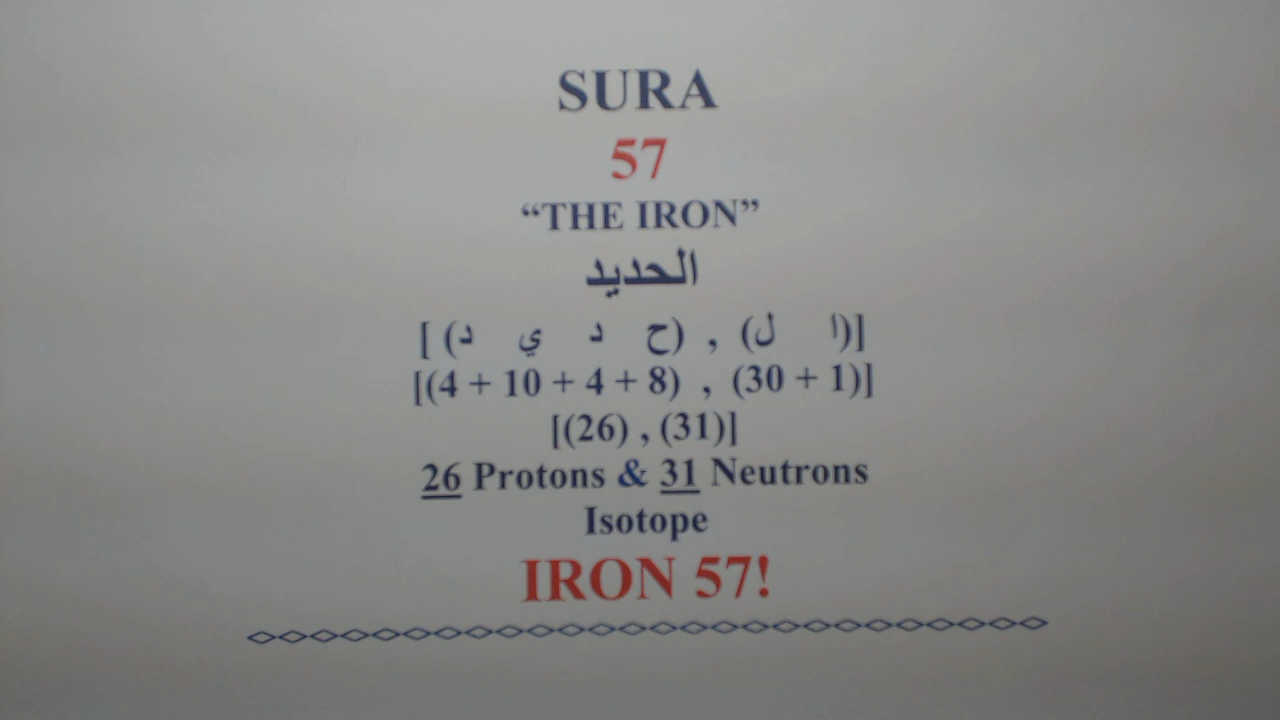 SURA
57
“THE IRON”
الحديد
[(ا ل) , (ح د ي د)]
[(4 + 10 + 4 + 8) , (30 + 1)]
[(26) , (31)]
26 Protons & 31 Neutrons
Isotope
IRON 57!